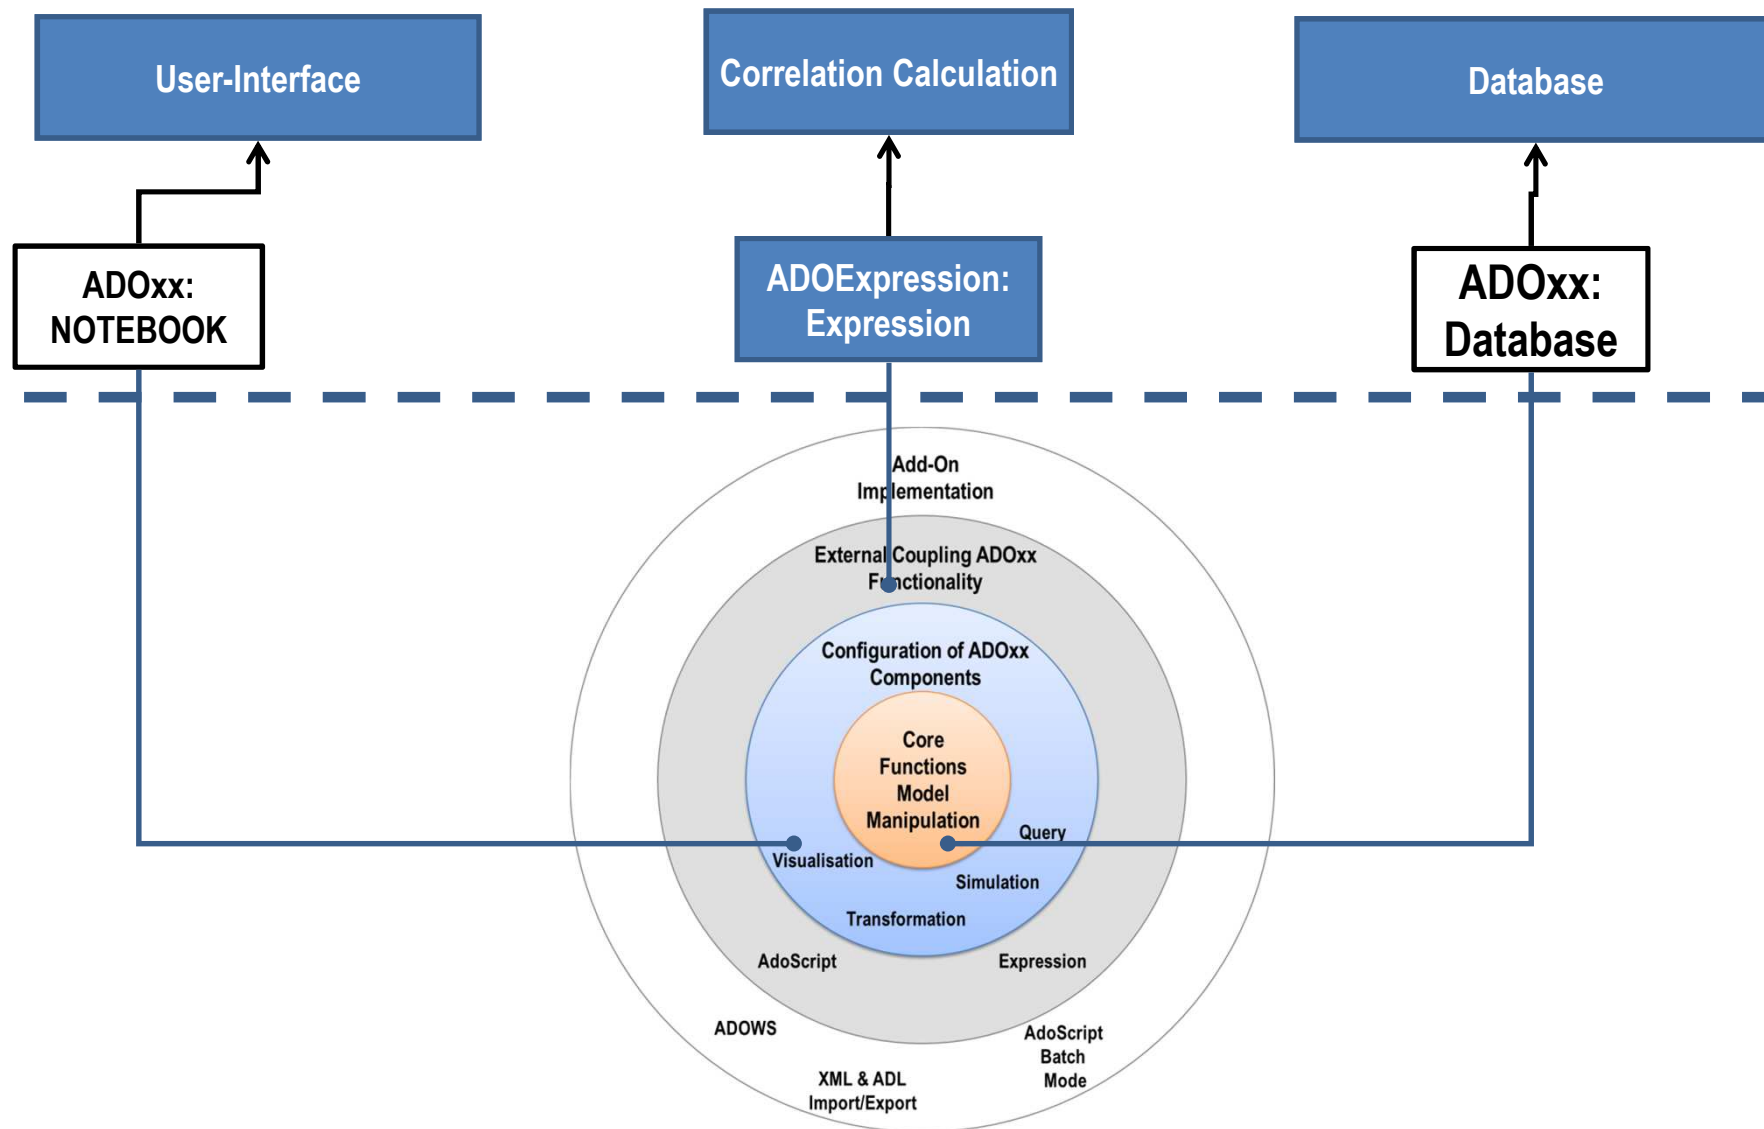 User-Interface
Correlation Calculation
Database
ADOxx:
NOTEBOOK
ADOExpression:
Expression
ADOxx:
Database
Add-On
Implementation
External Coupling ADOxx
Functionality
Configuration of ADOxx
Components
Core
Functions
Model
Manipulation
Query
Visualisation
Simulation
Transformation
AdoScript
Expression
ADOWS
AdoScript
Batch
Mode
XML & ADL
Import/Export